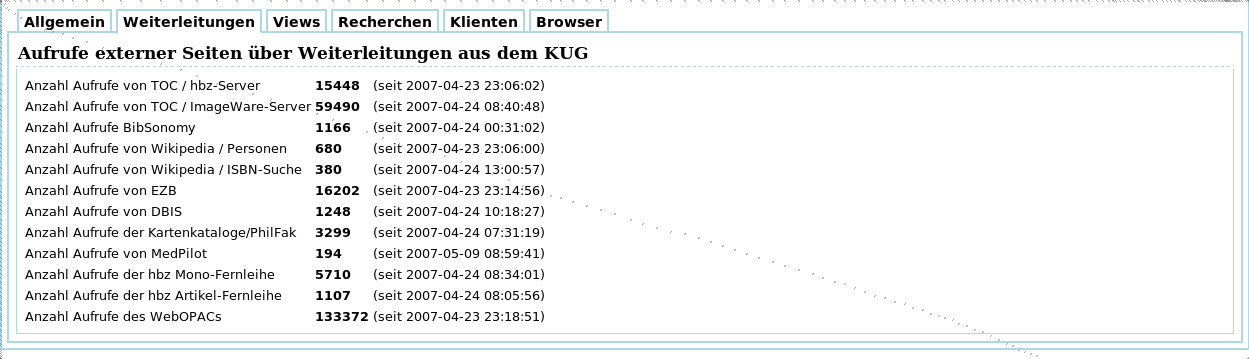 Allgemein Weiterleitungen Views Recherchen Klienten Browser
Aufrufe externer Seiten über Weiterleitungen aus dem KUG
Anzahl Aufrufe von TOC / hbz-Server 15448 (seit 2007-04-23 23:06:02)
Anzahl Aufrufe von TOC / ImageWare-Server 59490 (seit 2007-04-24 08:40:48)
Anzahl Aufrufe BibSonomy 1166 (seit 2007-04-24 00:31:02)
Anzahl Aufrufe von Wikipedia / Personen 680 (seit 2007-04-23 23:06:00)
Anzahl Aufrufe von Wikipedia / ISBN-Suche 380 (seit 2007-04-24 13:00:57)
Anzahl Aufrufe von EZB 16202 (seit 2007-04-23 23:14:56)
Anzahl Aufrufe von DBIS 1248 (seit 2007-04-24 10:18:27)
Anzahl Aufrufe der Kartenkataloge/PhilFak 3299 (seit 2007-04-24 07:31:19)
Anzahl Aufrufe von MedPilot 194 (seit 2007-05-09 08:59:41)
Anzahl Aufrufe der hbz Mono-Fernleihe 5710 (seit 2007-04-24 08:34:01)
Anzahl Aufrufe der hbz Artikel-Fernleihe 1107 (seit 2007-04-24 08:05:56)
Anzahl Aufrufe des WebOPACs 133372 (seit 2007-04-23 23:18:51)